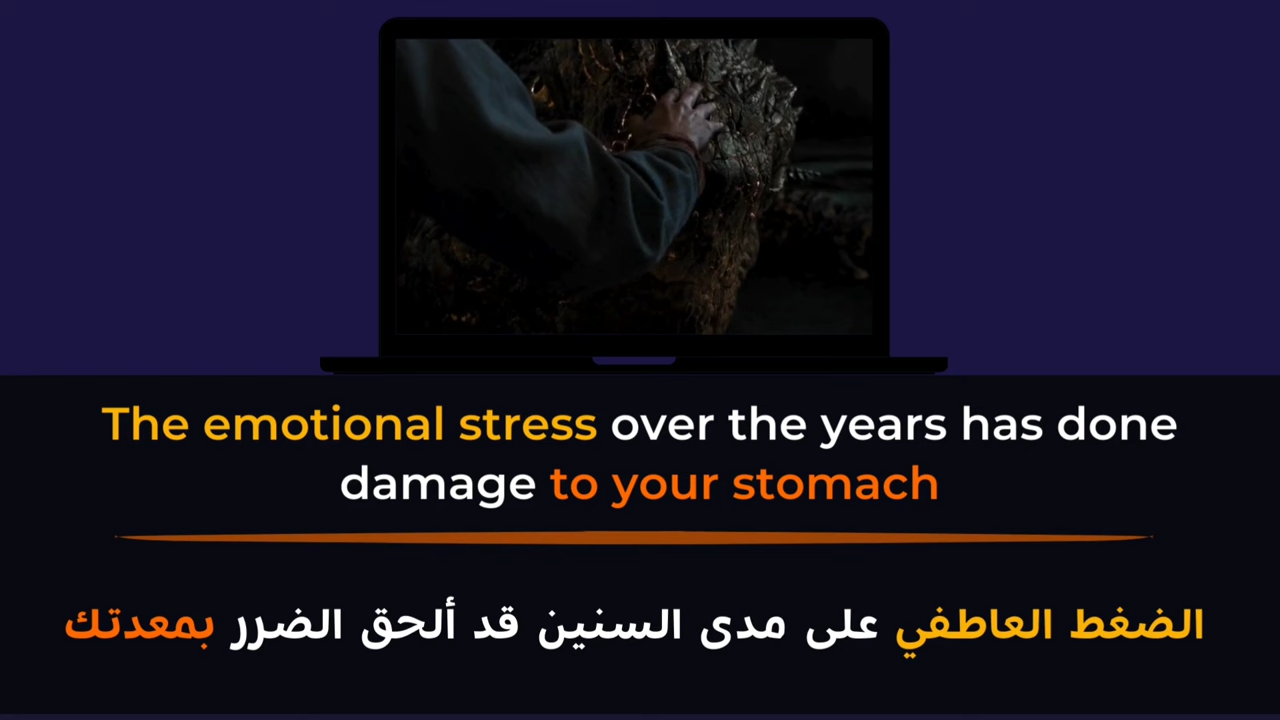 The emotional stress over the years has done
damage to your stomach
الضغط العاطفي على مدى السنين قد ألحق الضرر بمعدتك